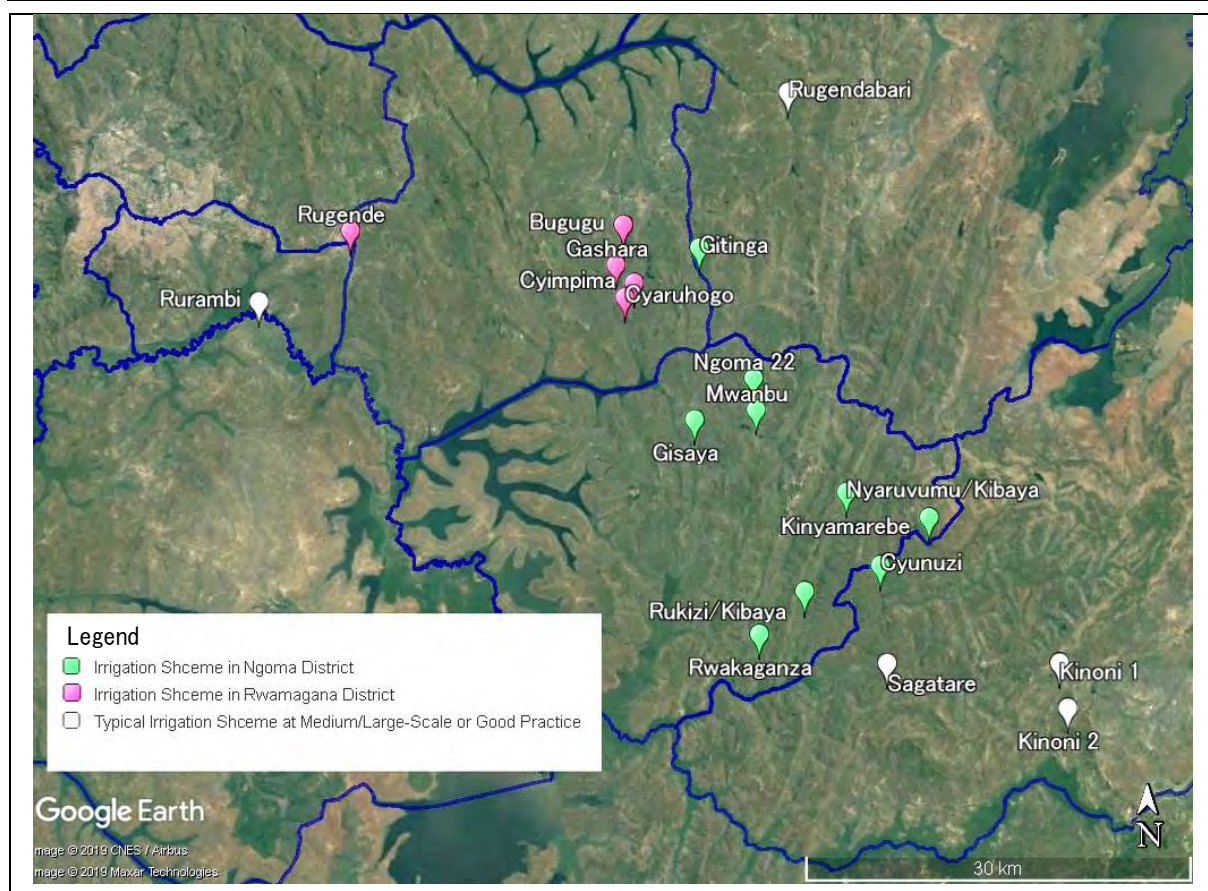 Rugendabari
Rugende
Bugugu
Gashara
Gitinga
Cyimpima
Cyaruhogo
Rurambi
Ngoma 22
Mwanbu
Gisaya
Nyaruvumu/Kibaya
Kinyamarebe
Cyunuzi
Rukizi/Kibaya
Rwakaganza
Sagatare
Kinoni 1
Kinoni 2
Legend
Irrigation Shceme in Ngoma District
Irrigation Shceme in Rwamagana District
Typical Irrigation Shceme at Medium/Large-Scale or Good Practice
Google Earth
mage © 2019 CNES / Airbus
mage © 2019 Maxar Technologies
N
30 km